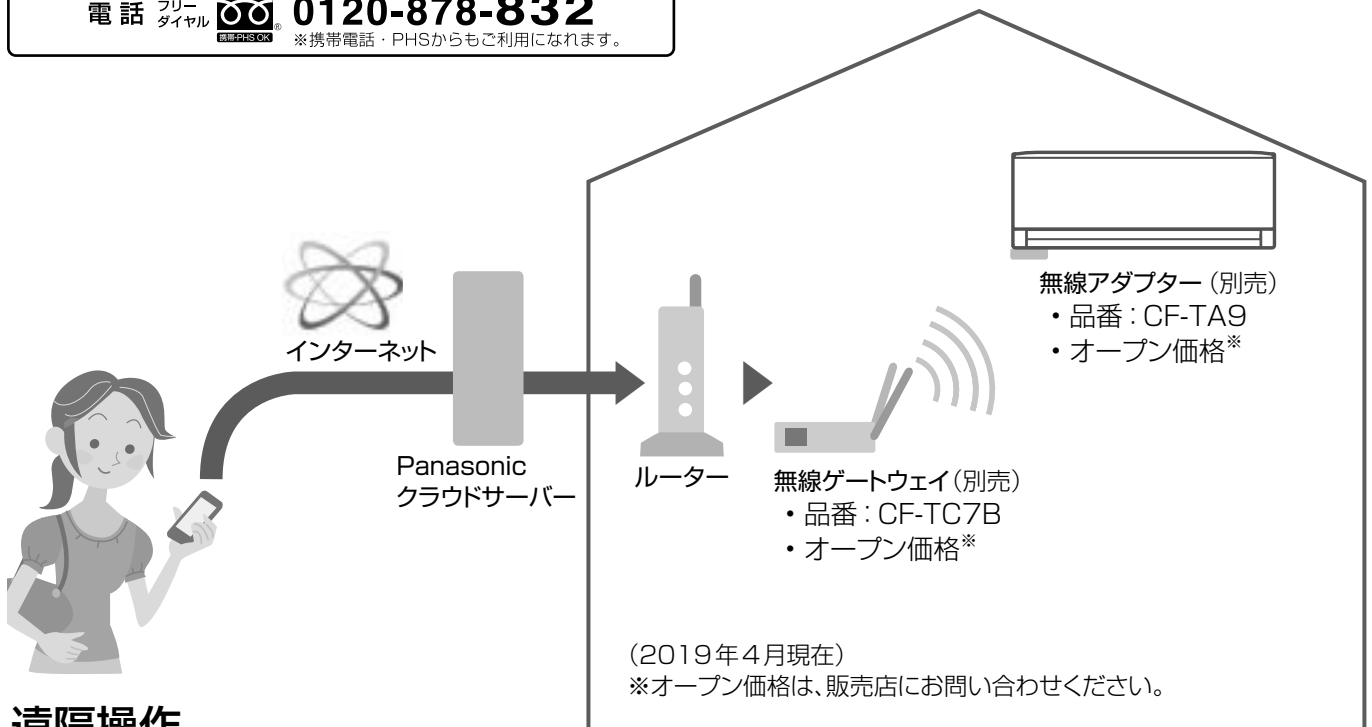 電話 フリーダイヤル 0120-878-832
携帯・PHS OK
※携帯電話・PHSからもご利用になれます。
インターネット
Panasonic
クラウドサーバー
ルーター
無線アダプター（別売）
・品番：CF-TA9
・オープン価格※
無線ゲートウェイ（別売）
・品番：CF-TC7B
・オープン価格※
（2019年4月現在）
※オープン価格は、販売店にお問い合わせください。
遠隔操作